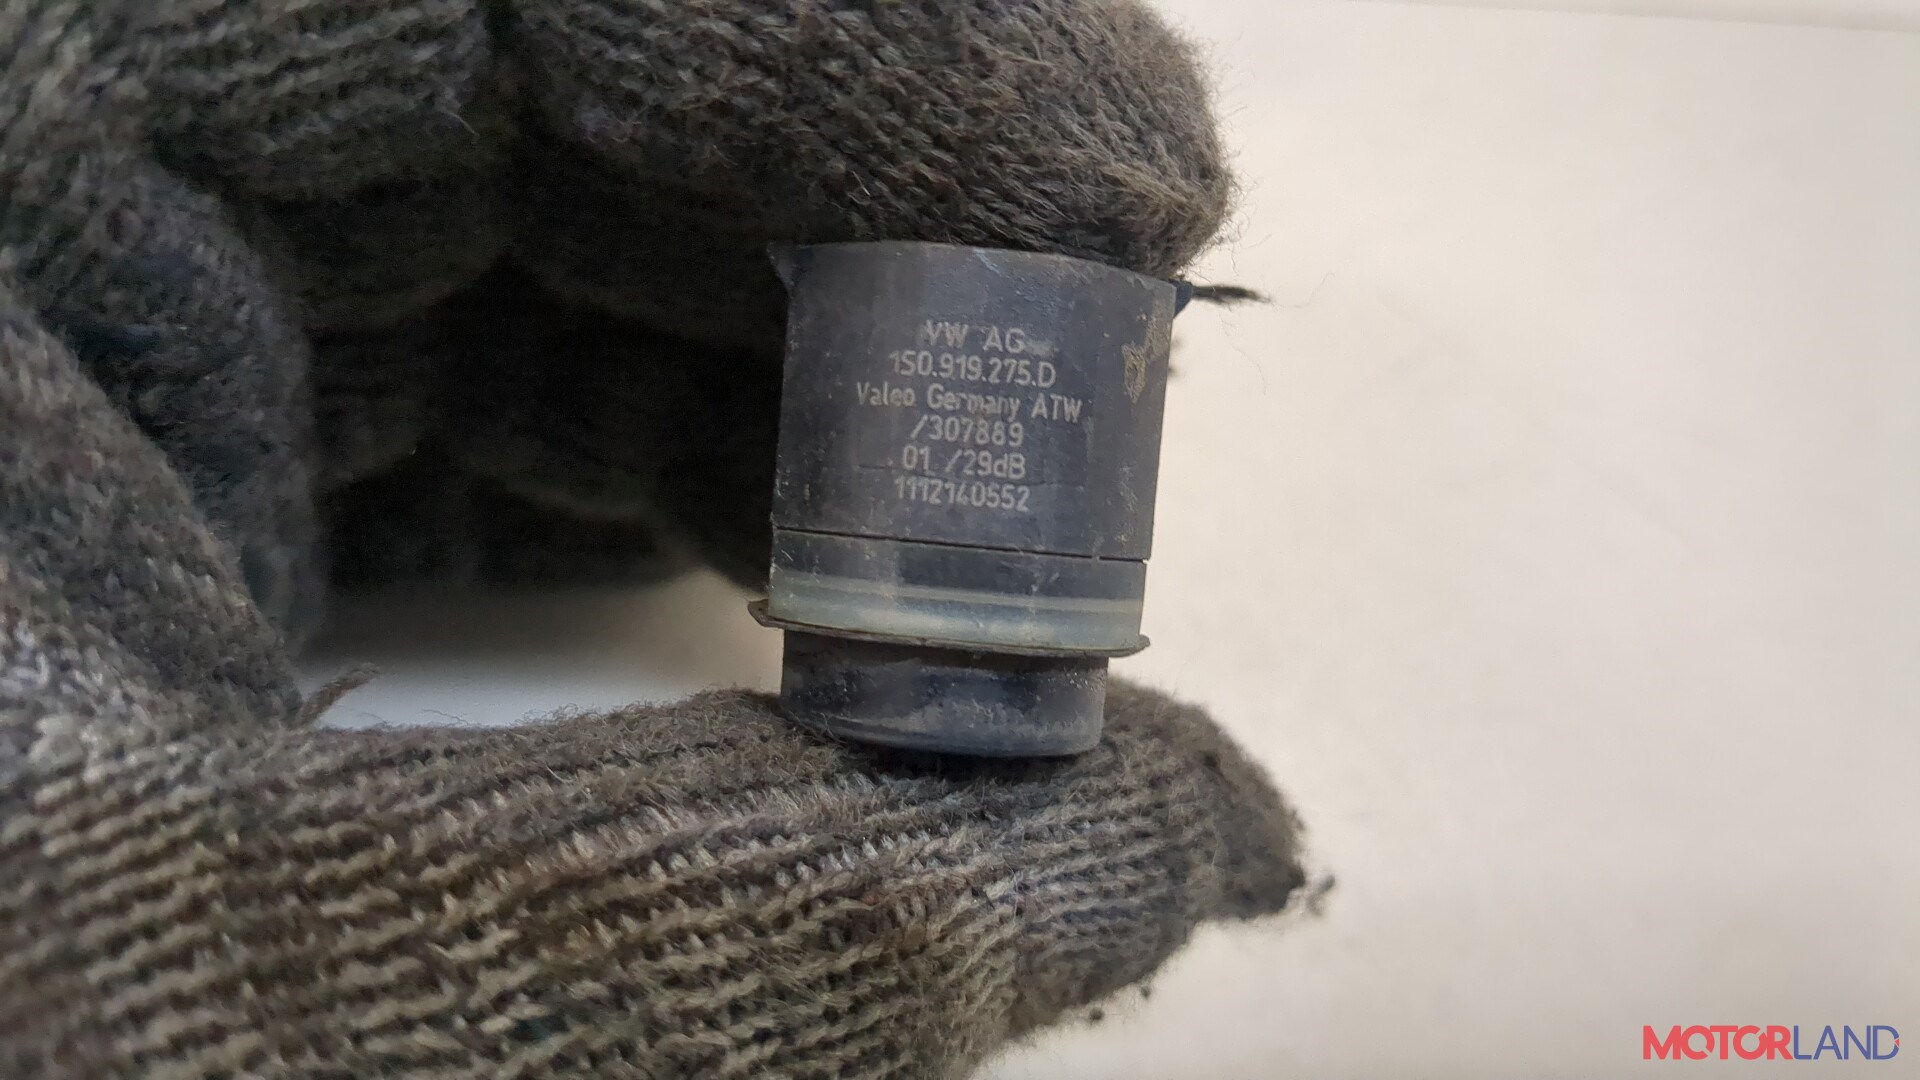 VW AG
1S0.919.275.D
Valeo Germany ATW
/307889
01 /29dB
1112140552
MOTORLAND